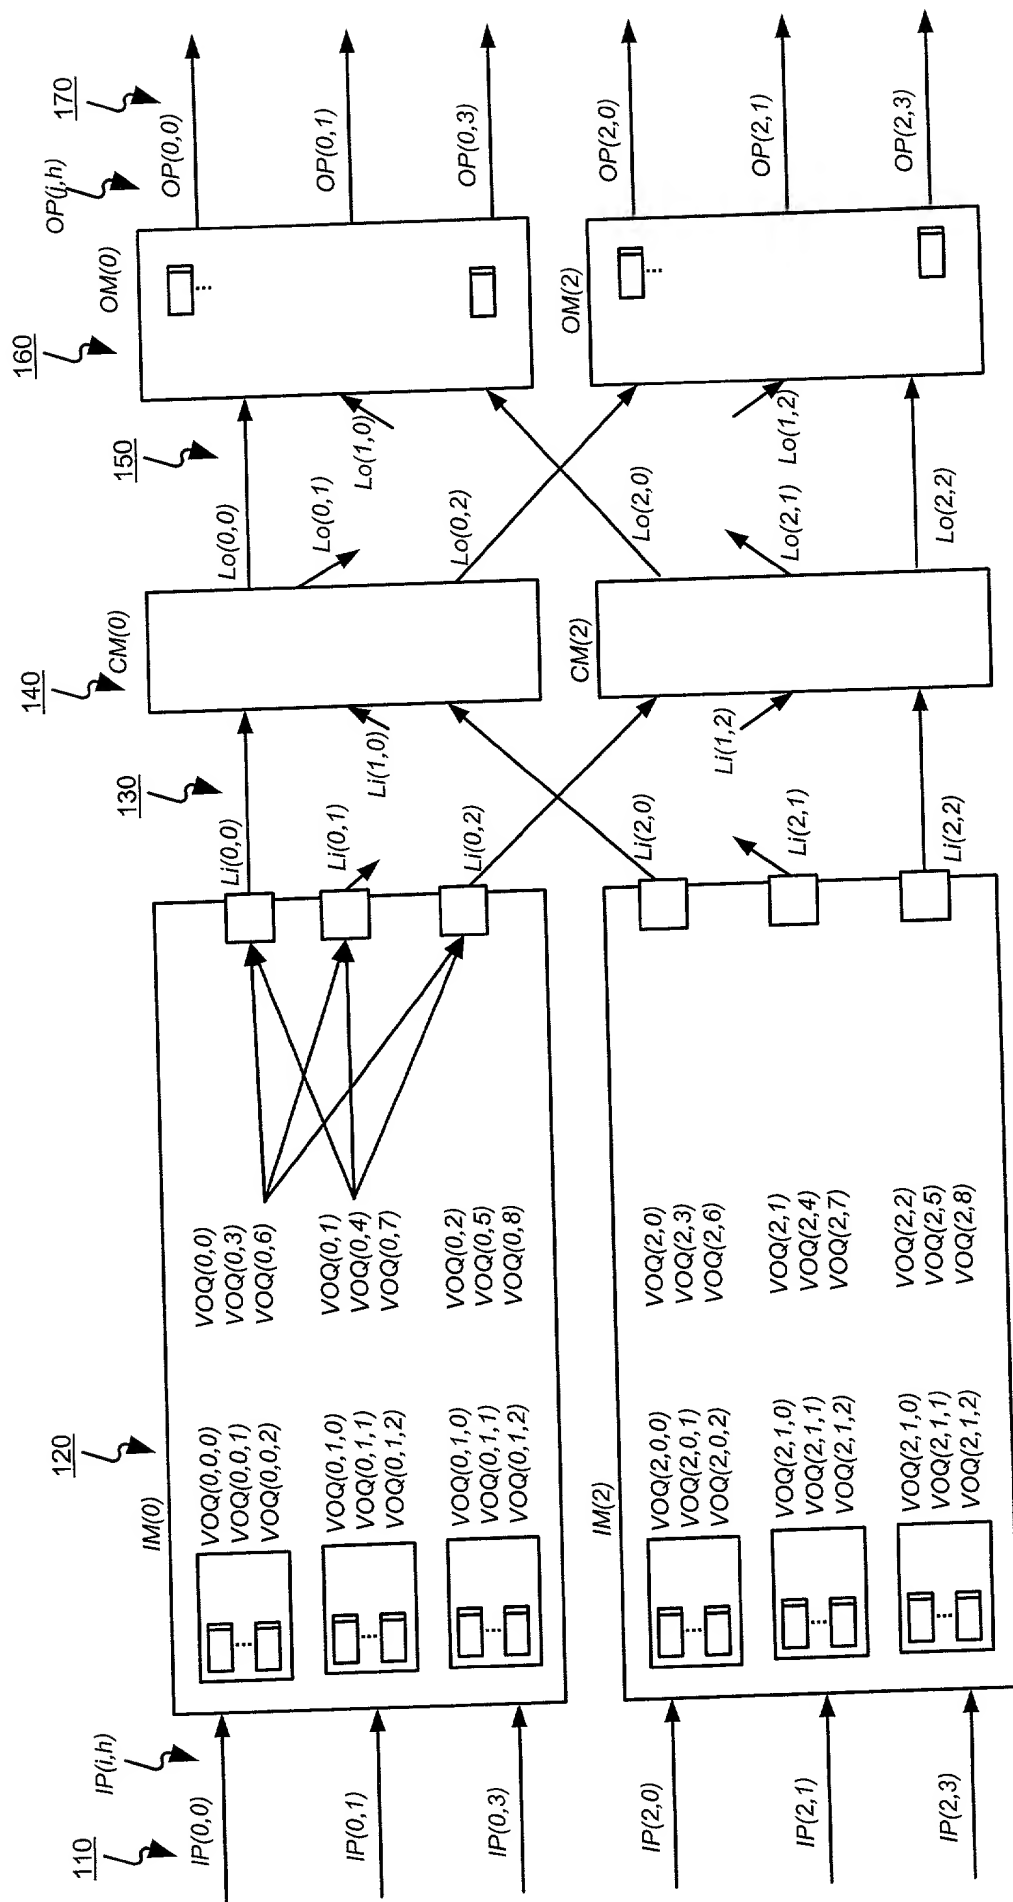 110
IP(i,h)
IP(0,0)
IP(0,1)
IP(0,3)
IP(2,0)
IP(2,1)
IP(2,3)
120
IM(0)
VOQ(0,0,0)
VOQ(0,0,1)
VOQ(0,0,2)
VOQ(0,1,0)
VOQ(0,1,1)
VOQ(0,1,2)
VOQ(0,1,0)
VOQ(0,1,1)
VOQ(0,1,2)
VOQ(0,0)
VOQ(0,3)
VOQ(0,6)
VOQ(0,1)
VOQ(0,4)
VOQ(0,7)
VOQ(0,2)
VOQ(0,5)
VOQ(0,8)
IM(2)
VOQ(2,0,0)
VOQ(2,0,1)
VOQ(2,0,2)
VOQ(2,1,0)
VOQ(2,1,1)
VOQ(2,1,2)
VOQ(2,1,0)
VOQ(2,1,1)
VOQ(2,1,2)
VOQ(2,0)
VOQ(2,3)
VOQ(2,6)
VOQ(2,1)
VOQ(2,4)
VOQ(2,7)
VOQ(2,2)
VOQ(2,5)
VOQ(2,8)
130
Li(0,0)
Li(0,1)
Li(0,2)
Li(2,0)
Li(2,1)
Li(2,2)
Li(1,0)
Li(1,2)
140
CM(0)
CM(2)
150
Lo(0,0)
Lo(0,1)
Lo(0,2)
Lo(2,0)
Lo(2,1)
Lo(2,2)
Lo(1,0)
Lo(1,2)
160
OM(0)
OM(2)
170
OP(j,h)
OP(0,0)
OP(0,1)
OP(0,3)
OP(2,0)
OP(2,1)
OP(2,3)